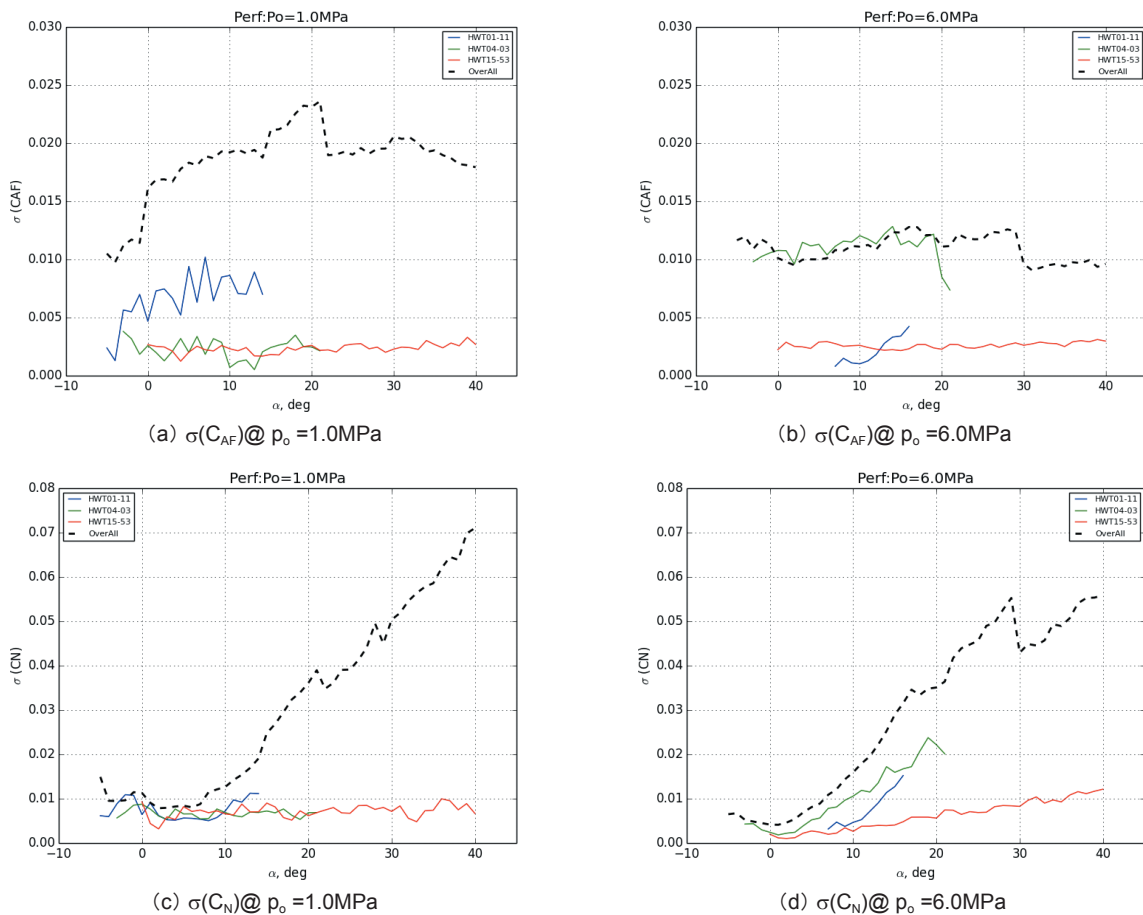 Perf:Po=1.0MPa
0.030
0.025
0.020
0.015
0.010
0.005
0.000
σ (CAF)
HWT01-11
HWT04-03
HWT15-53
OverAll
−10 0 10 20 30 40
α, deg
(a) σ(CAF)@ po =1.0MPa
Perf:Po=6.0MPa
0.030
0.025
0.020
0.015
0.010
0.005
0.000
σ (CAF)
HWT01-11
HWT04-03
HWT15-53
OverAll
−10 0 10 20 30 40
α, deg
(b) σ(CAF)@ po =6.0MPa
Perf:Po=1.0MPa
0.08
0.07
0.06
0.05
0.04
0.03
0.02
0.01
0.00
σ (CN)
HWT01-11
HWT04-03
HWT15-53
OverAll
−10 0 10 20 30 40
α, deg
(c) σ(CN)@ po =1.0MPa
Perf:Po=6.0MPa
0.08
0.07
0.06
0.05
0.04
0.03
0.02
0.01
0.00
σ (CN)
HWT01-11
HWT04-03
HWT15-53
OverAll
−10 0 10 20 30 40
α, deg
(d) σ(CN)@ po =6.0MPa